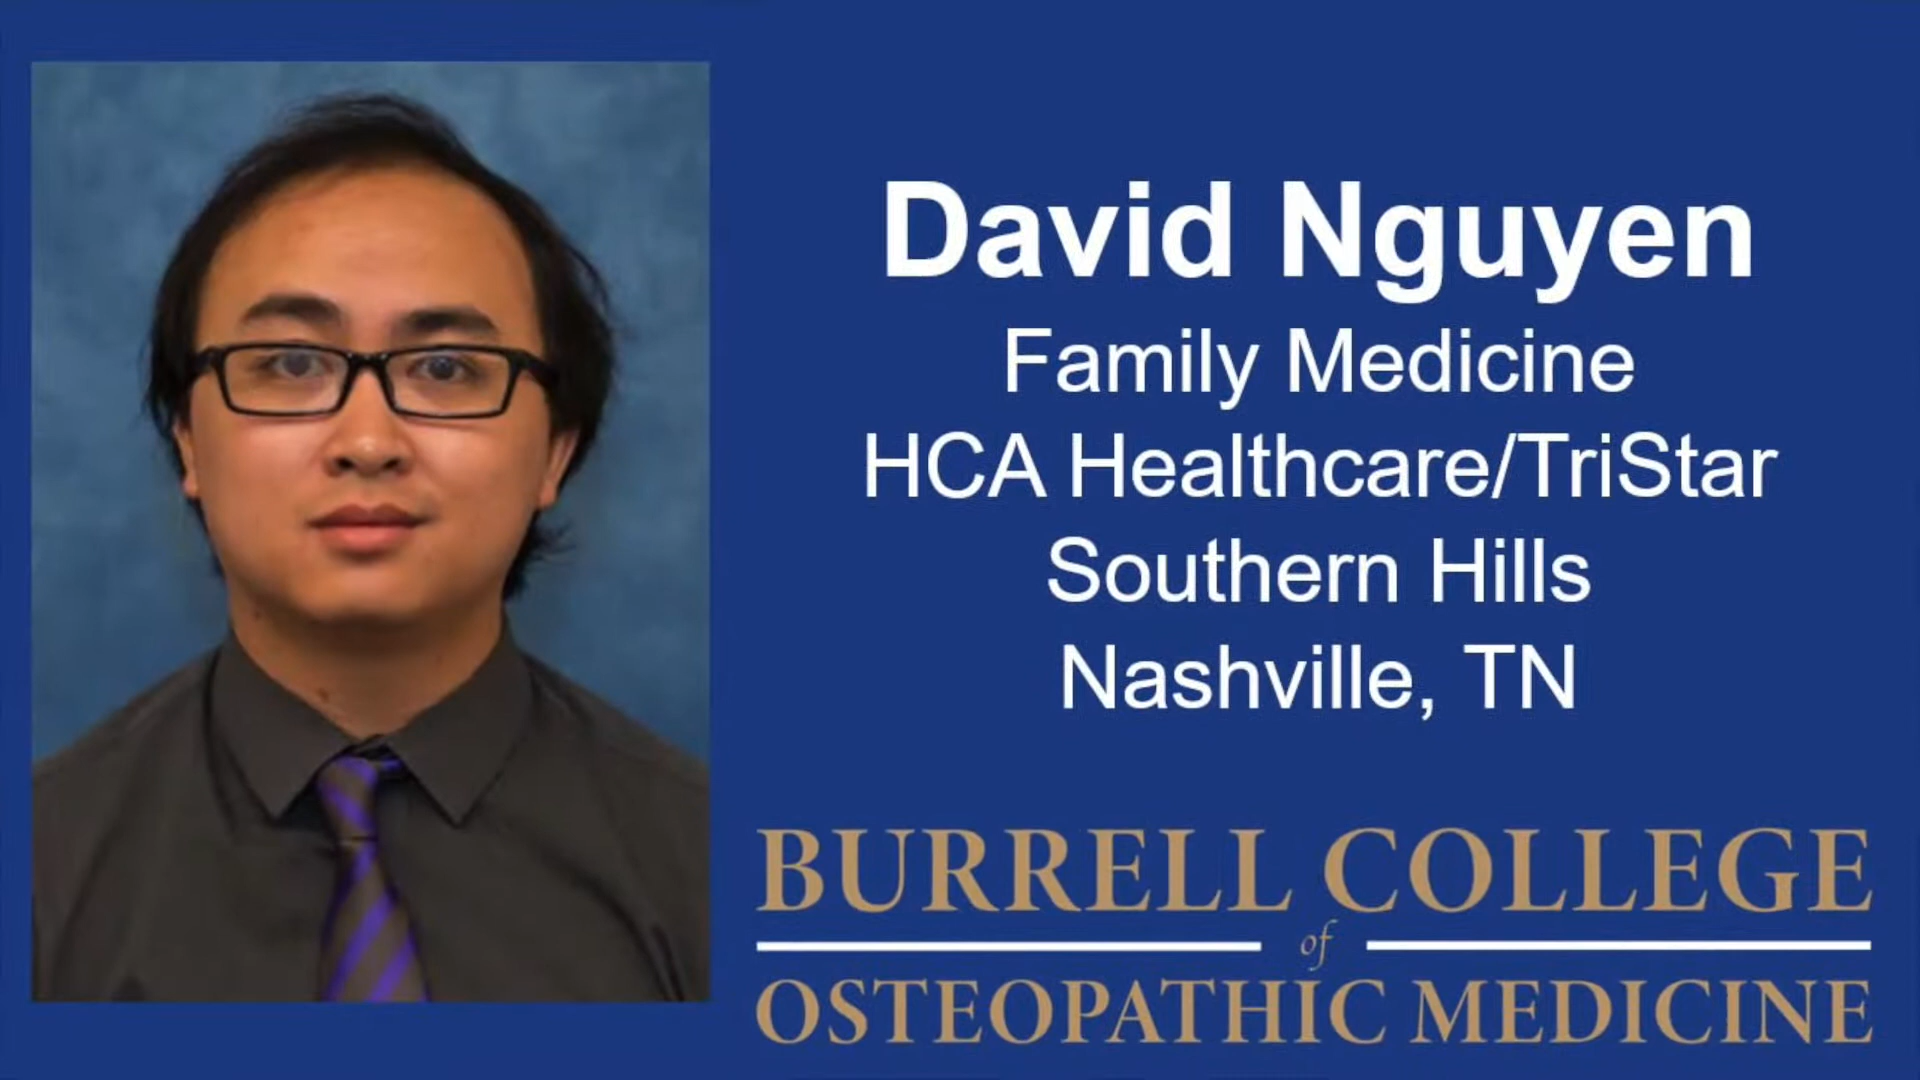 David Nguyen
Family Medicine
HCA Healthcare/TriStar
Southern Hills
Nashville, TN
BURRELL COLLEGE
of
OSTEOPATHIC MEDICINE